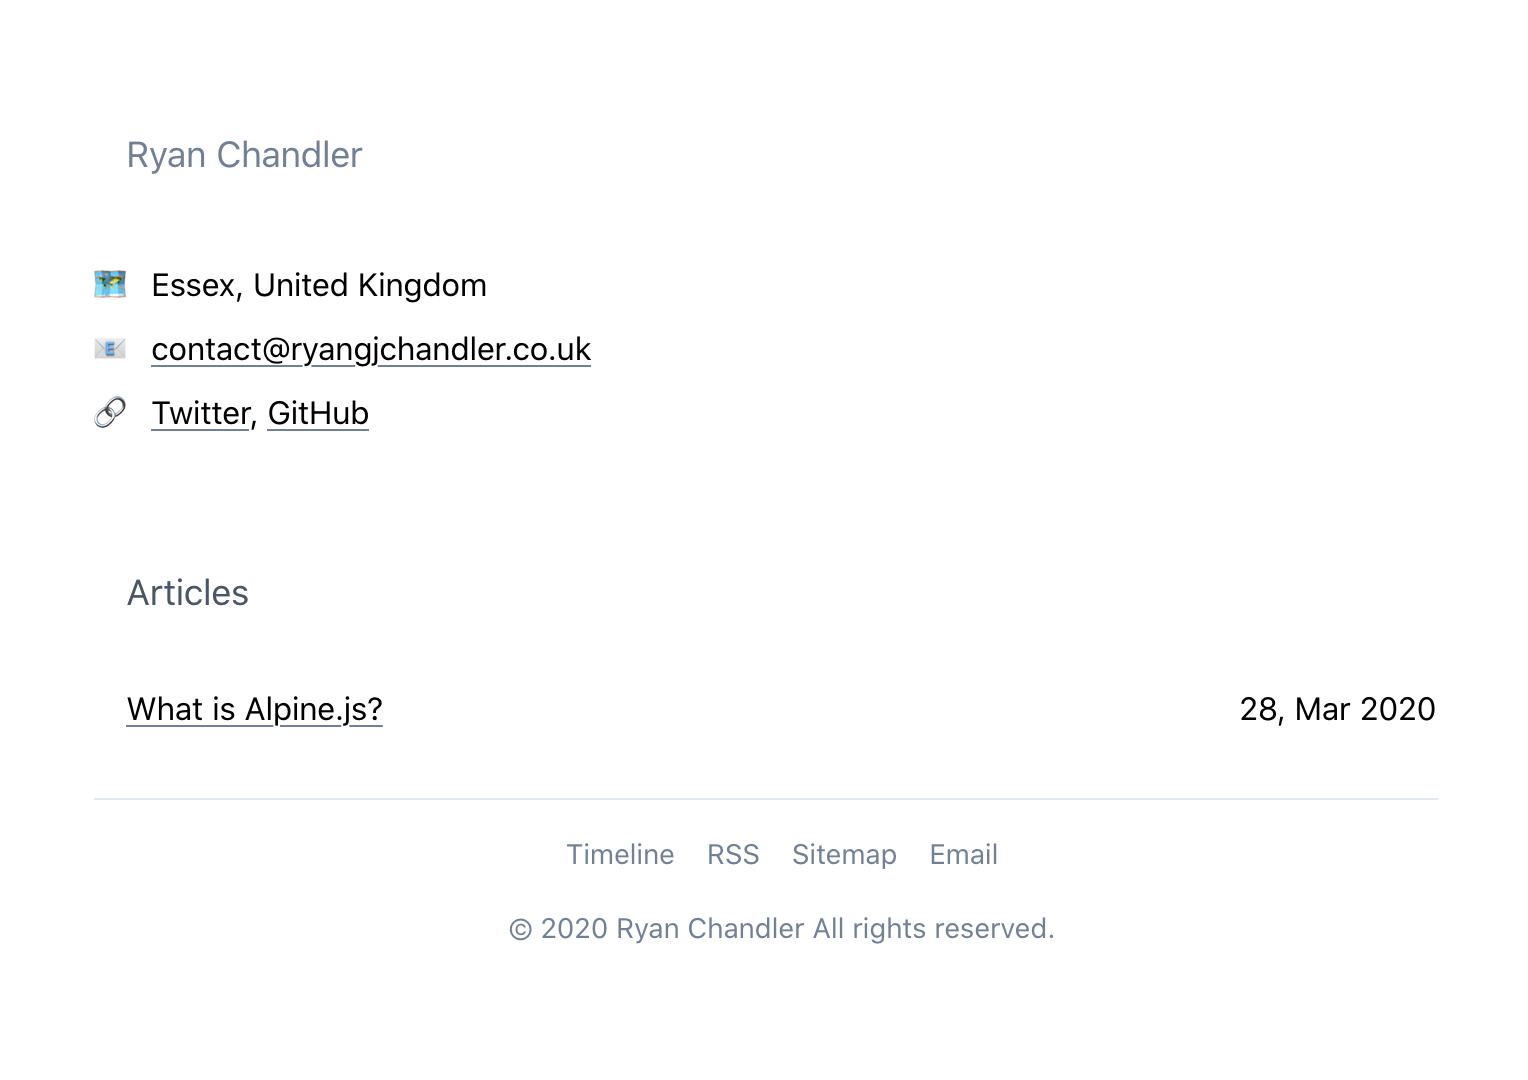 Ryan Chandler
Essex, United Kingdom
contact@ryangjchandler.co.uk
Twitter, GitHub
Articles
What is Alpine.js? 28, Mar 2020
Timeline RSS Sitemap Email
© 2020 Ryan Chandler All rights reserved.